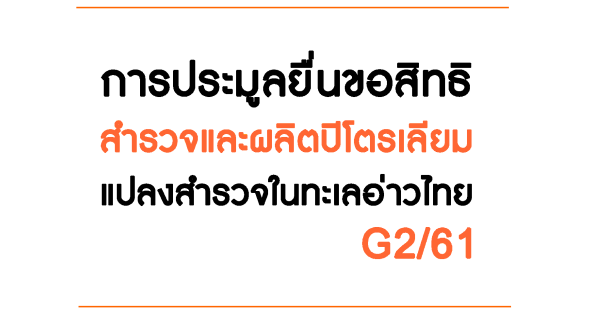 การประมูลยื่นขอสิทธิ
สำรวจและผลิตปิโตรเลียม
แปลงสำรวจในทะเลอ่าวไทย
G2/61